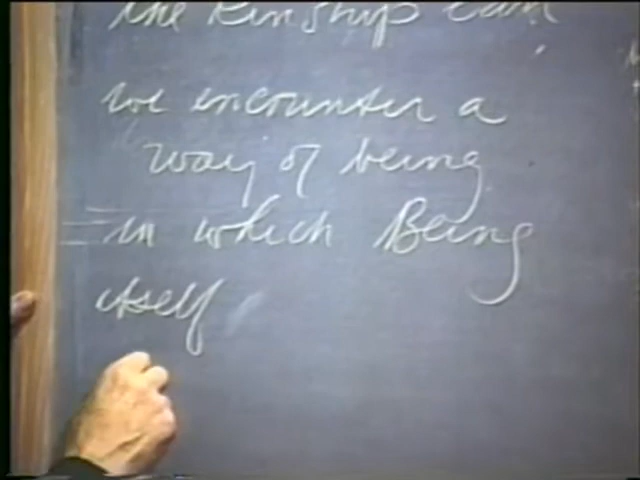 the Kinship can
we encounter a
way of being
in which Being
itself